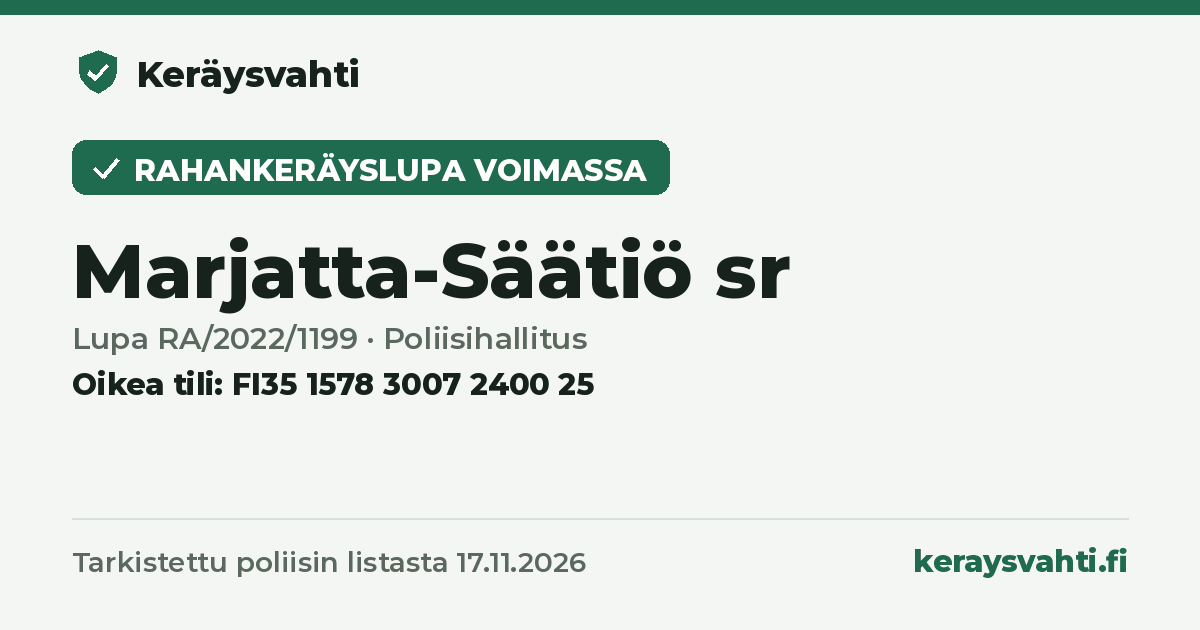 Keräysvahti
RAHANKERÄYSLUPA VOIMASSA
Marjatta-Säätiö sr
Lupa RA/2022/1199 · Poliisihallitus
Oikea tili: FI35 1578 3007 2400 25
Tarkistettu poliisin listasta 17.11.2026
keraysvahti.fi